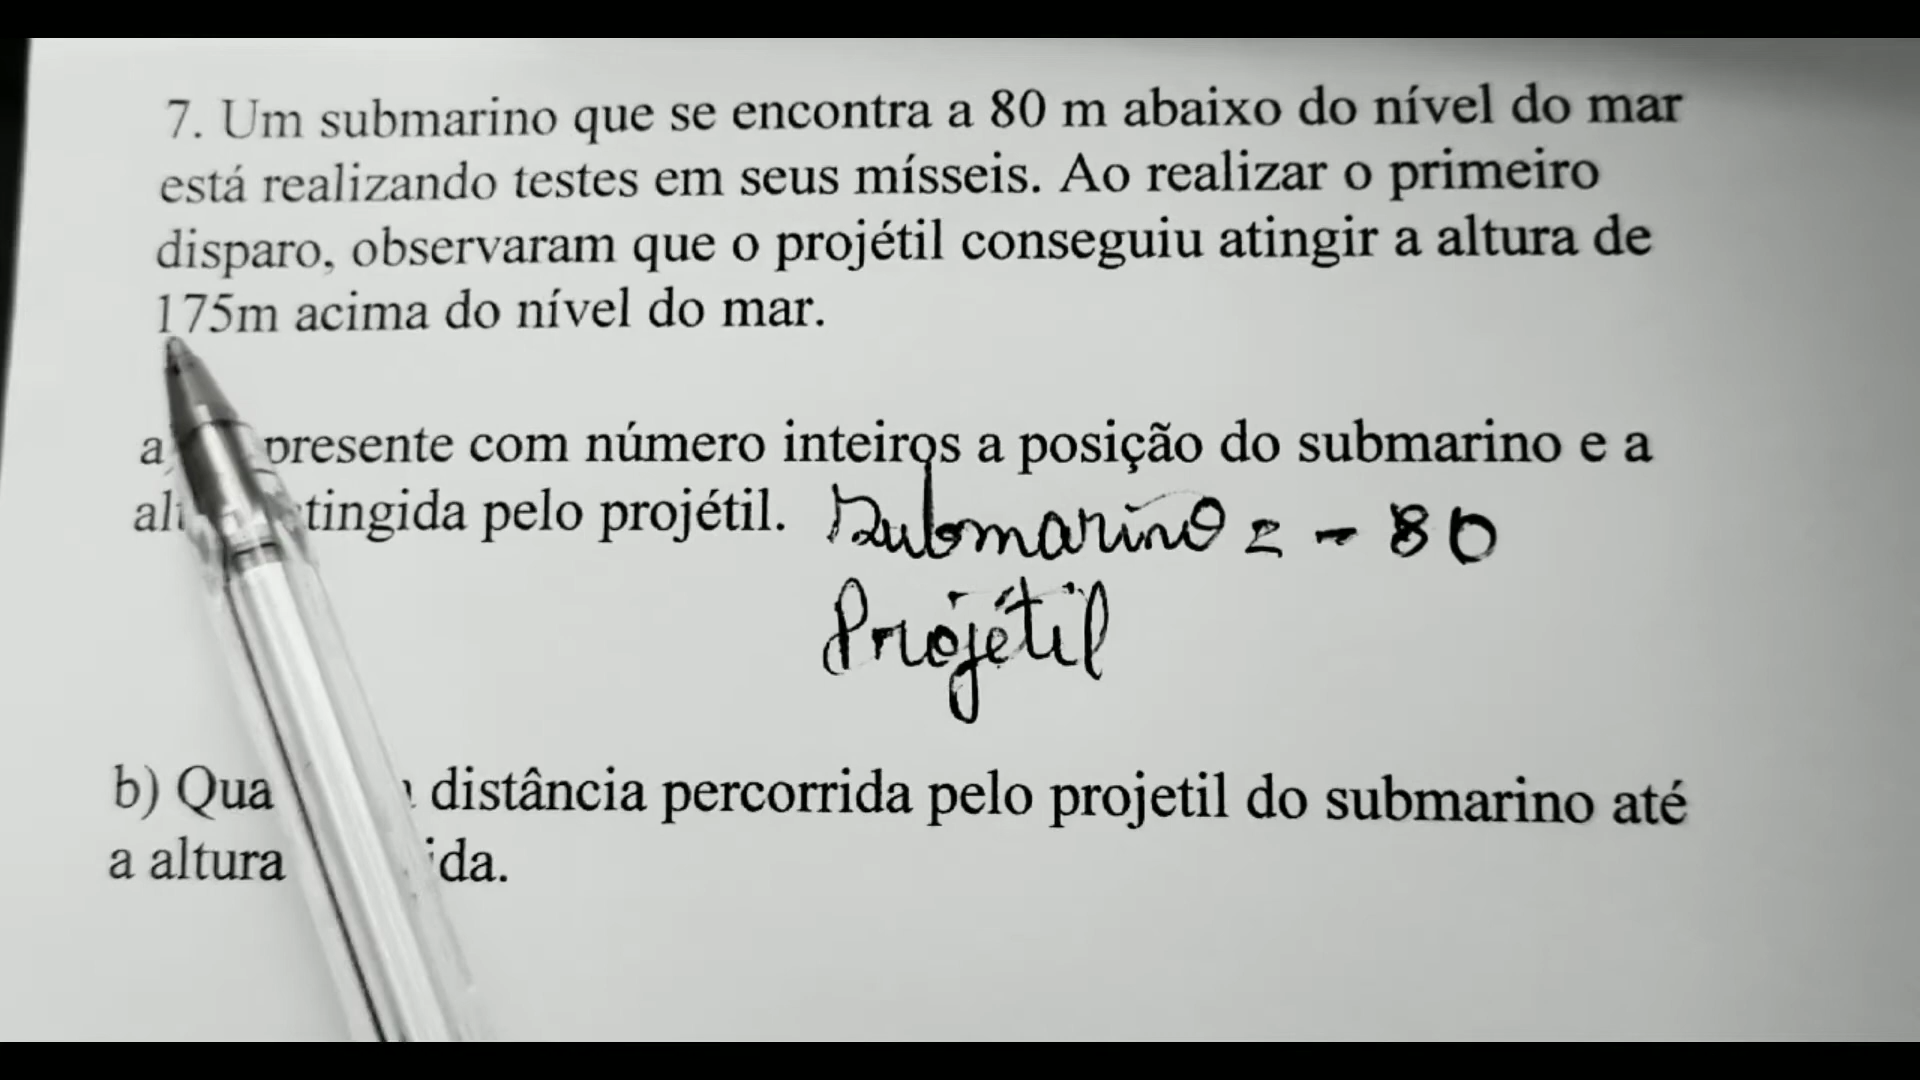 7. Um submarino que se encontra a 80 m abaixo do nível do mar
está realizando testes em seus mísseis. Ao realizar o primeiro
disparo, observaram que o projétil conseguiu atingir a altura de
175m acima do nível do mar.
a presente com número inteiros a posição do submarino e a
tingida pelo projétil. Submarino = - 80
Projétil
b) Qua distância percorrida pelo projetil do submarino até
a altura da.